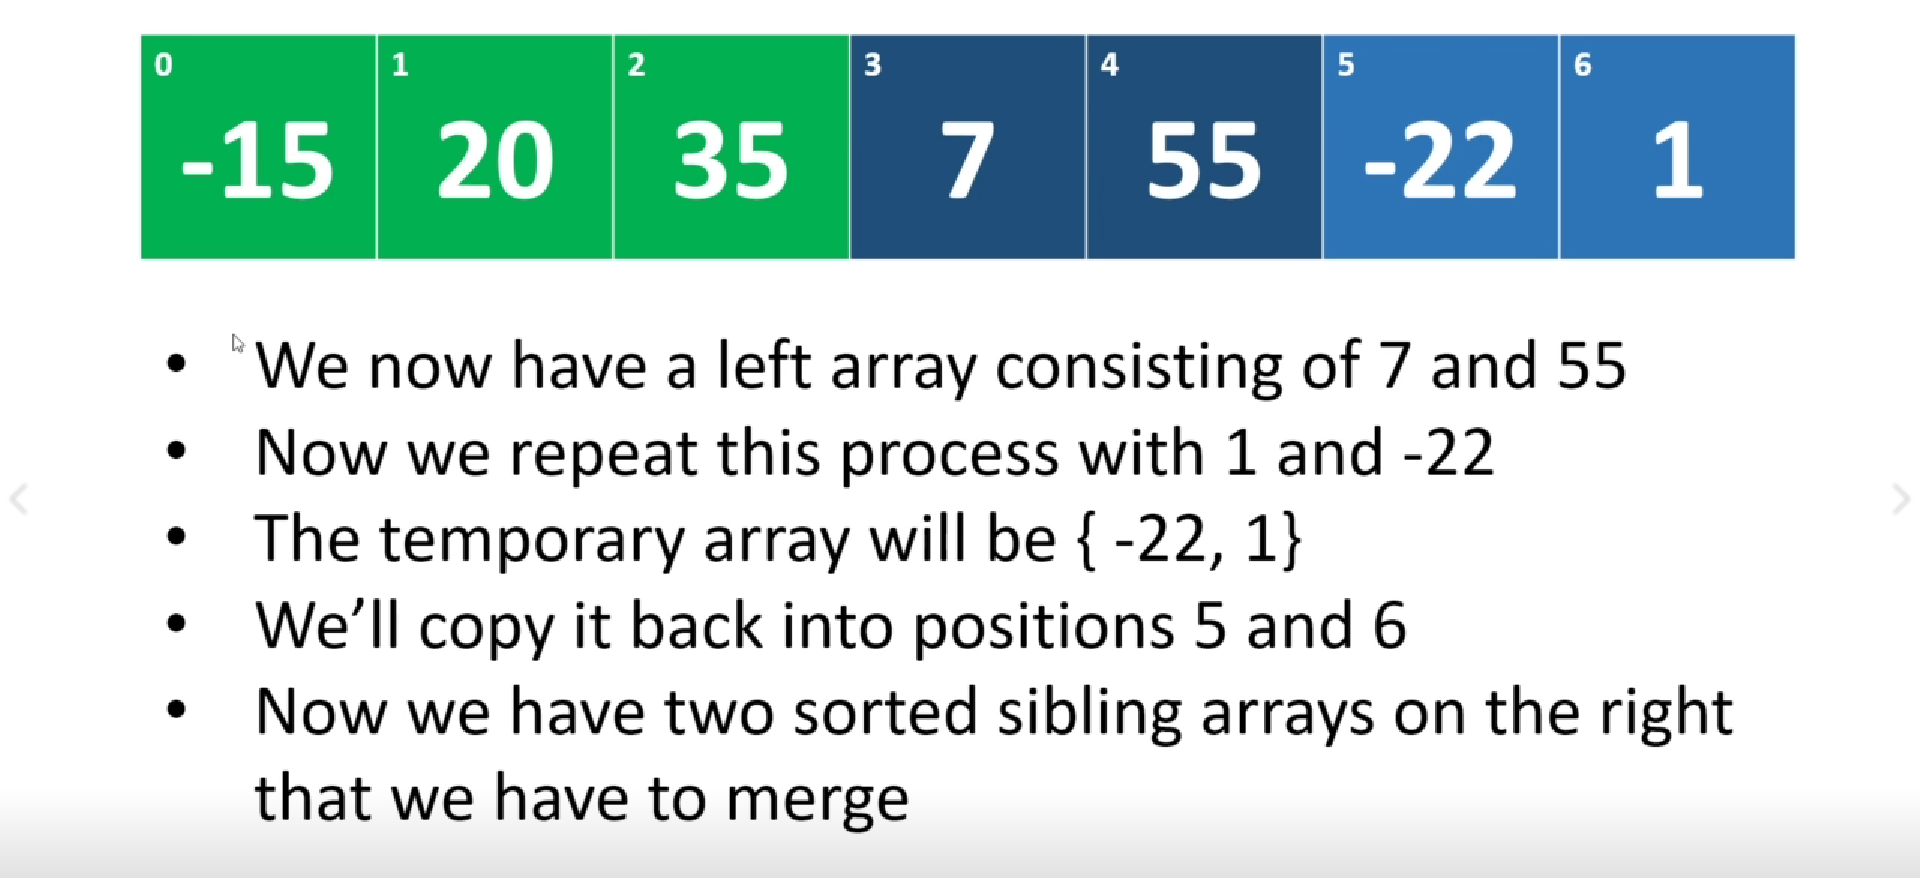 0 1 2 3 4 5 6
-15 20 35 7 55 -22 1
• We now have a left array consisting of 7 and 55
• Now we repeat this process with 1 and -22
• The temporary array will be { -22, 1}
• We’ll copy it back into positions 5 and 6
• Now we have two sorted sibling arrays on the right
that we have to merge